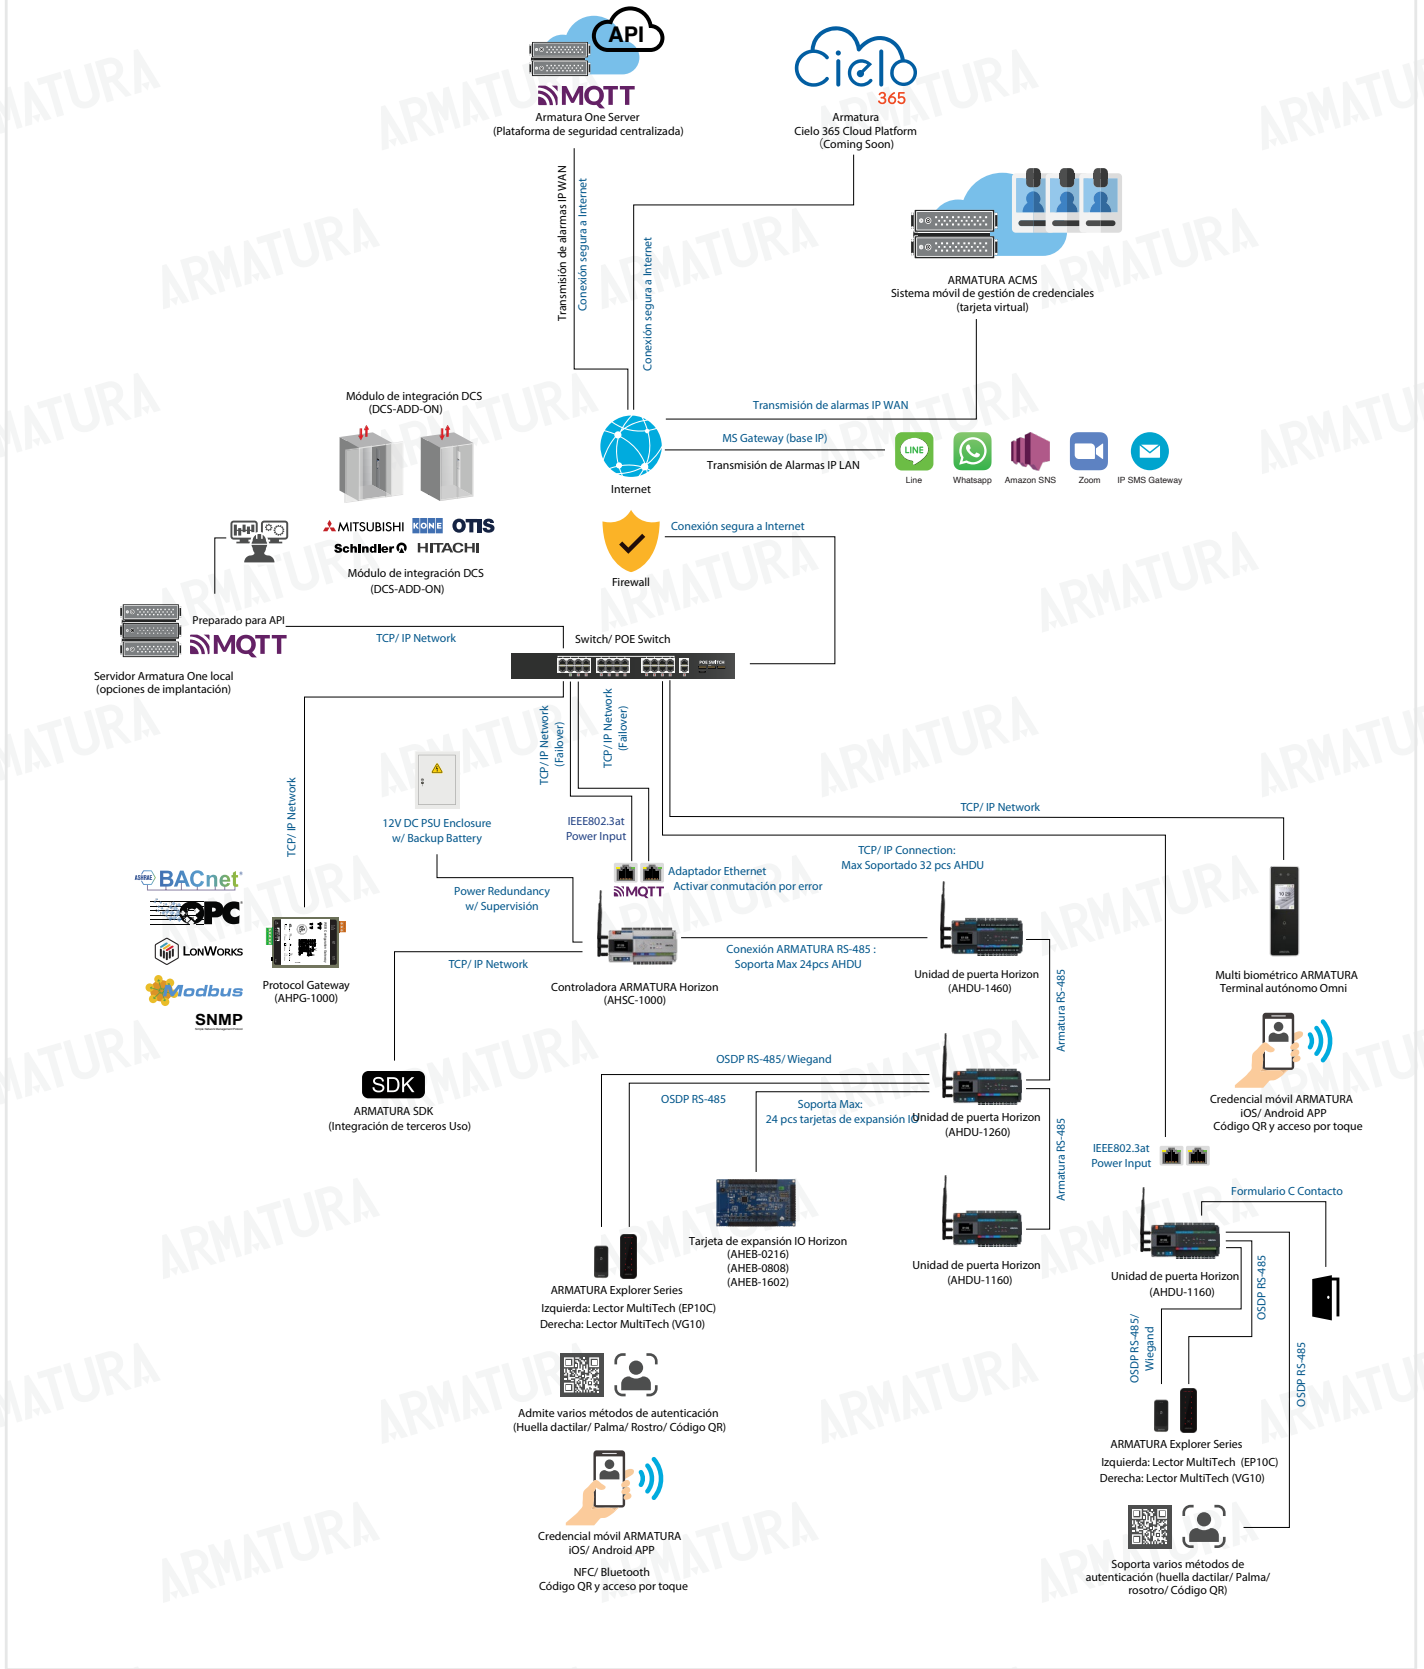 API
MQTT
Armatura One Server
(Plataforma de seguridad centralizada)
Cielo
365
Armatura
Cielo 365 Cloud Platform
(Coming Soon)
Transmisión de alarmas IP WAN
Conexión segura a Internet
Conexión segura a Internet
ARMATURA ACMS
Sistema móvil de gestión de credenciales
(tarjeta virtual)
Transmisión de alarmas IP WAN
MS Gateway (base IP)
Transmisión de Alarmas IP LAN
LINE
Line
Whatsapp
Amazon SNS
Zoom
IP SMS Gateway
Internet
Módulo de integración DCS
(DCS-ADD-ON)
MITSUBISHI
KONE
OTIS
Schindler
HITACHI
Módulo de integración DCS
(DCS-ADD-ON)
Conexión segura a Internet
Firewall
Preparado para API
MQTT
TCP/ IP Network
Servidor Armatura One local
(opciones de implantación)
Switch/ POE Switch
POE SWITCH
TCP/ IP Network
(Failover)
TCP/ IP Network
(Failover)
TCP/ IP Network
12V DC PSU Enclosure
w/ Backup Battery
IEEE802.3at
Power Input
TCP/ IP Network
TCP/ IP Connection:
Max Soportado 32 pcs AHDU
Adaptador Ethernet
Activar conmutación por error
MQTT
Power Redundancy
w/ Supervisión
ASHRAE BACnet
OPC
LONWORKS
Modbus
SNMP
Protocol Gateway
(AHPG-1000)
TCP/ IP Network
Controladora ARMATURA Horizon
(AHSC-1000)
Conexión ARMATURA RS-485 :
Soporta Max 24pcs AHDU
Unidad de puerta Horizon
(AHDU-1460)
Armatura RS-485
Multi biométrico ARMATURA
Terminal autónomo Omni
Credencial móvil ARMATURA
iOS/ Android APP
Código QR y acceso por toque
SDK
ARMATURA SDK
(Integración de terceros Uso)
OSDP RS-485/ Wiegand
OSDP RS-485
Soporta Max:
24 pcs tarjetas de expansión IO
Unidad de puerta Horizon
(AHDU-1260)
Armatura RS-485
IEEE802.3at
Power Input
Formulario C Contacto
Tarjeta de expansión IO Horizon
(AHEB-0216)
(AHEB-0808)
(AHEB-1602)
Unidad de puerta Horizon
(AHDU-1160)
Unidad de puerta Horizon
(AHDU-1160)
OSDP RS-485
OSDP RS-485/
Wiegand
OSDP RS-485
ARMATURA Explorer Series
Izquierda: Lector MultiTech (EP10C)
Derecha: Lector MultiTech (VG10)
Admite varios métodos de autenticación
(Huella dactilar/ Palma/ Rostro/ Código QR)
Credencial móvil ARMATURA
iOS/ Android APP
NFC/ Bluetooth
Código QR y acceso por toque
ARMATURA Explorer Series
Izquierda: Lector MultiTech (EP10C)
Derecha: Lector MultiTech (VG10)
Soporta varios métodos de
autenticación (huella dactilar/ Palma/
rosotro/ Código QR)